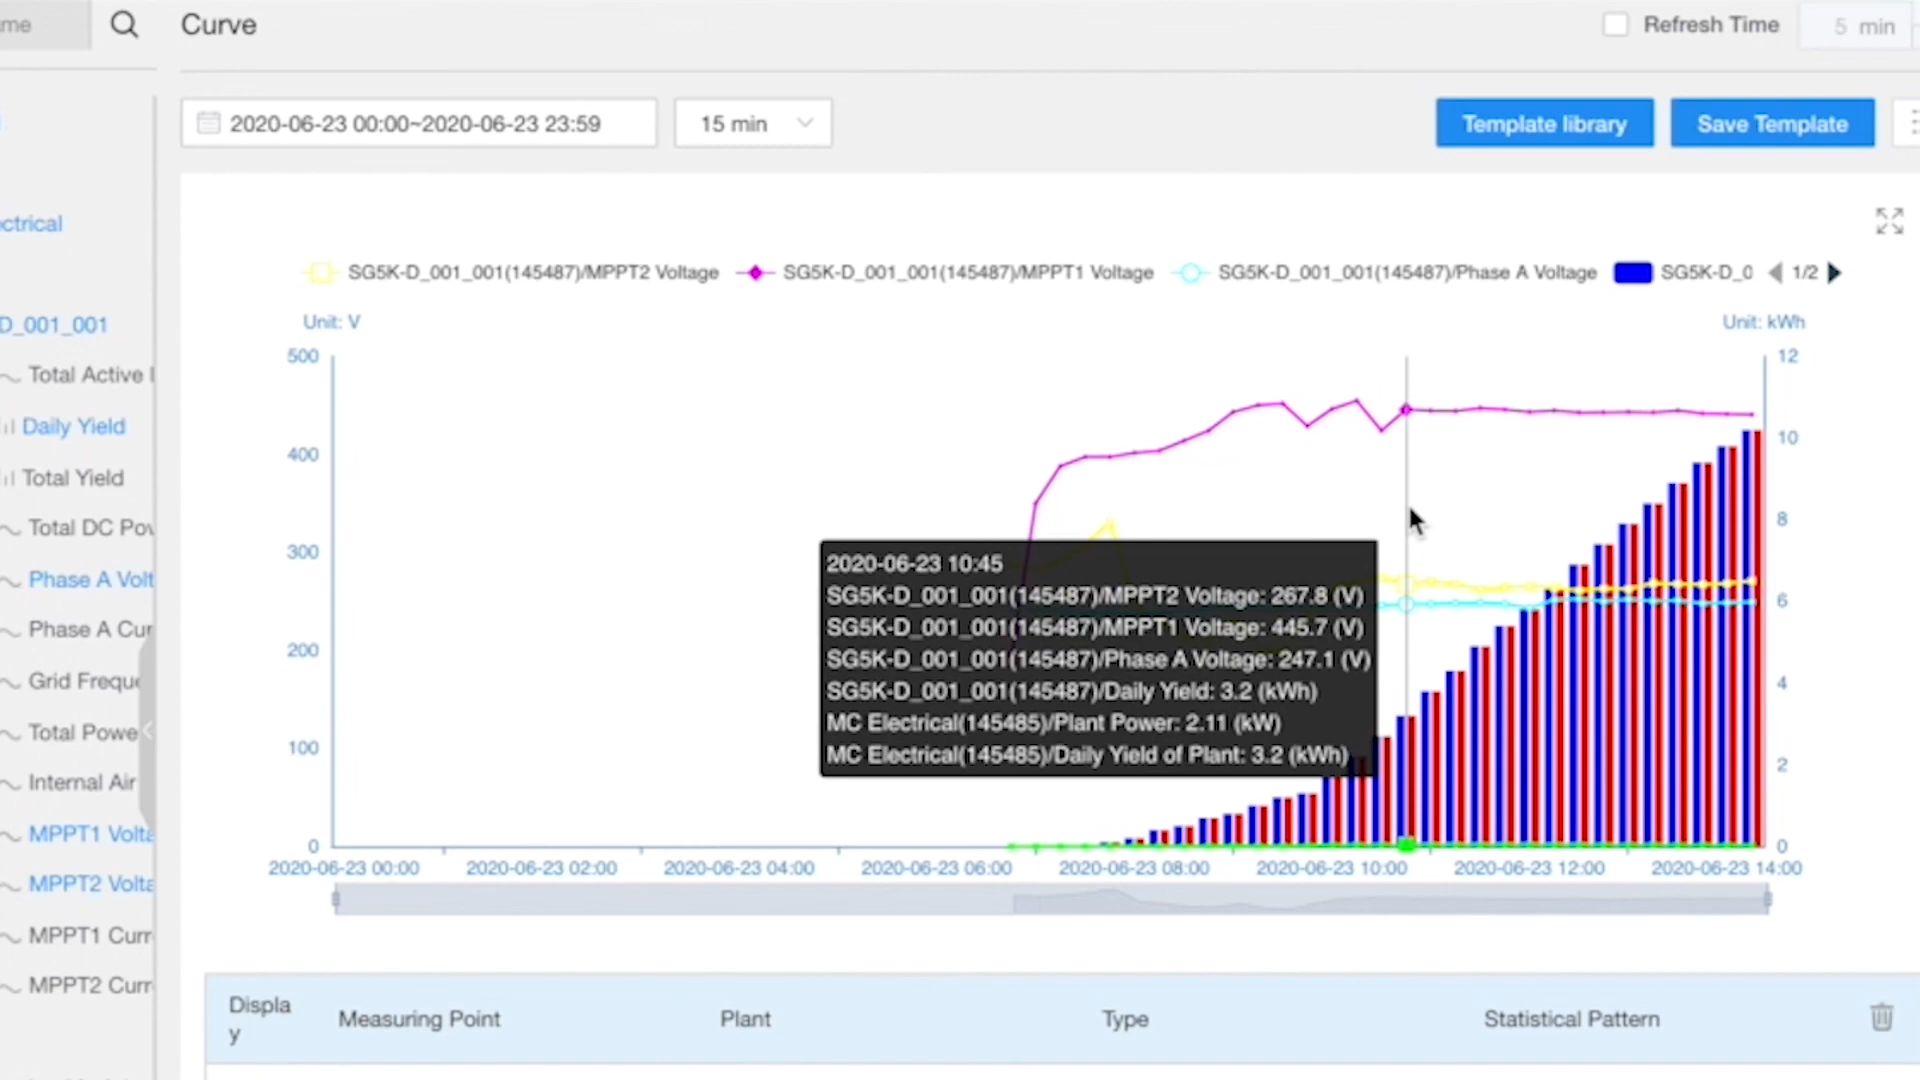 me
Curve
Refresh Time
5 min
2020-06-23 00:00~2020-06-23 23:59
15 min
Template library
Save Template
ctrical
D_001_001
Total Active
Daily Yield
Total Yield
Total DC Pow
Phase A Volt
Phase A Cur
Grid Freque
Total Powe
Internal Air
MPPT1 Volta
MPPT2 Volta
MPPT1 Curr
MPPT2 Curr
SG5K-D_001_001(145487)/MPPT2 Voltage
SG5K-D_001_001(145487)/MPPT1 Voltage
SG5K-D_001_001(145487)/Phase A Voltage
SG5K-D_0
1/2
Unit: V
Unit: kWh
500
400
300
200
100
0
12
10
8
6
4
2
0
2020-06-23 10:45
SG5K-D_001_001(145487)/MPPT2 Voltage: 267.8 (V)
SG5K-D_001_001(145487)/MPPT1 Voltage: 445.7 (V)
SG5K-D_001_001(145487)/Phase A Voltage: 247.1 (V)
SG5K-D_001_001(145487)/Daily Yield: 3.2 (kWh)
MC Electrical(145485)/Plant Power: 2.11 (kW)
MC Electrical(145485)/Daily Yield of Plant: 3.2 (kWh)
2020-06-23 00:00
2020-06-23 02:00
2020-06-23 04:00
2020-06-23 06:00
2020-06-23 08:00
2020-06-23 10:00
2020-06-23 12:00
2020-06-23 14:00
Displa
y
Measuring Point
Plant
Type
Statistical Pattern